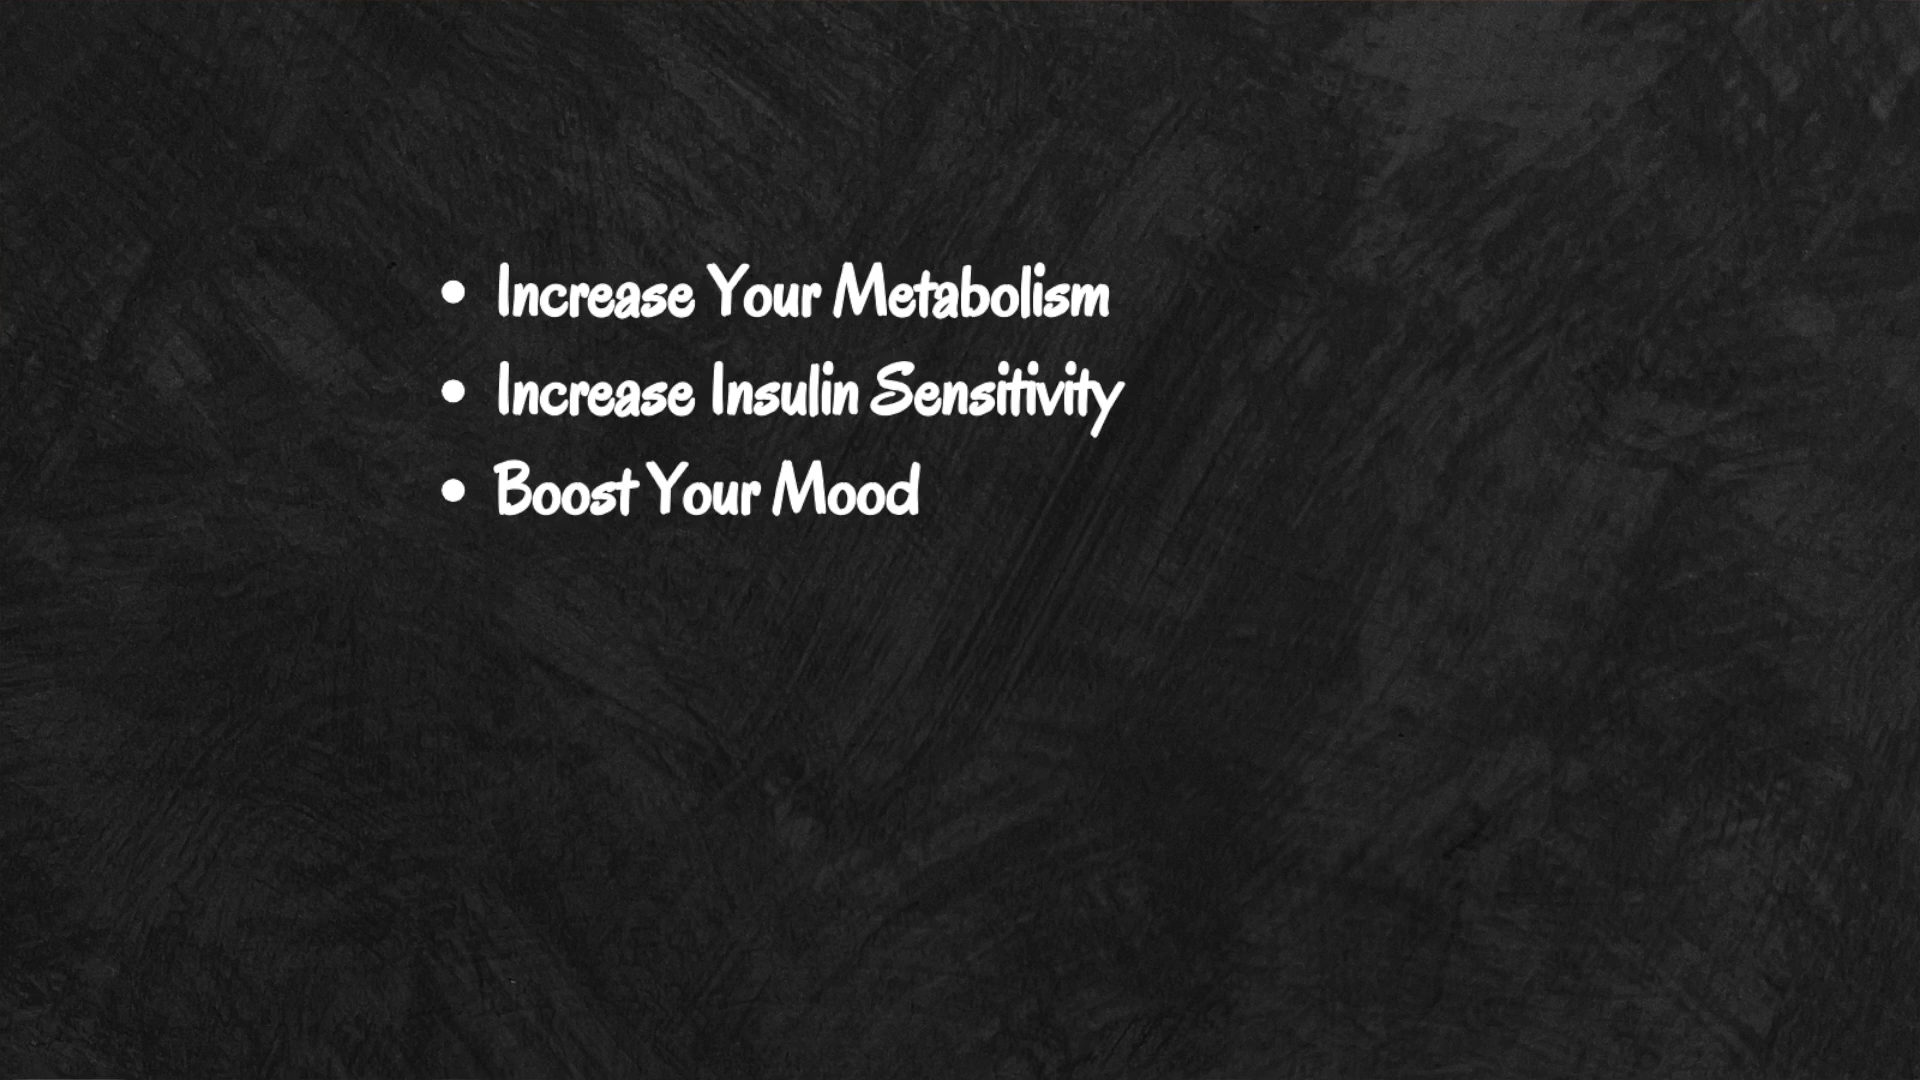 • Increase Your Metabolism
• Increase Insulin Sensitivity
• Boost Your Mood